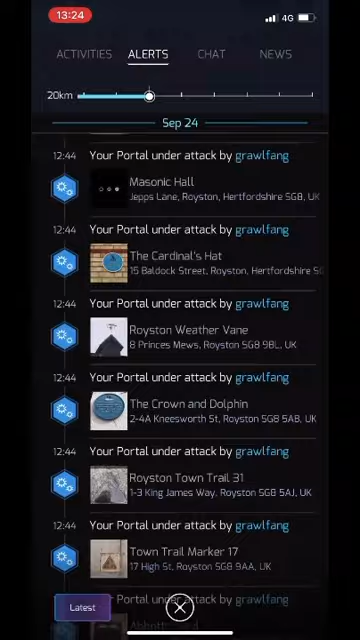 13:24
4G
ACTIVITIES ALERTS CHAT NEWS
20km
Sep 24
12:44 Your Portal under attack by grawlfang
Masonic Hall
Jepps Lane, Royston, Hertfordshire SG8, UK
12:44 Your Portal under attack by grawlfang
The Cardinal's Hat
15 Baldock Street, Royston, Hertfordshire SG
12:44 Your Portal under attack by grawlfang
Royston Weather Vane
8 Princes Mews, Royston SG8 9BL, UK
12:44 Your Portal under attack by grawlfang
The Crown and Dolphin
2-4A Kneesworth St, Royston SG8 5AB, UK
12:44 Your Portal under attack by grawlfang
Royston Town Trail 31
1-3 King James Way, Royston SG8 5AJ, UK
12:44 Your Portal under attack by grawlfang
Town Trail Marker 17
17 High St, Royston SG8 9AA, UK
Latest
r Portal under attack by grawlfang